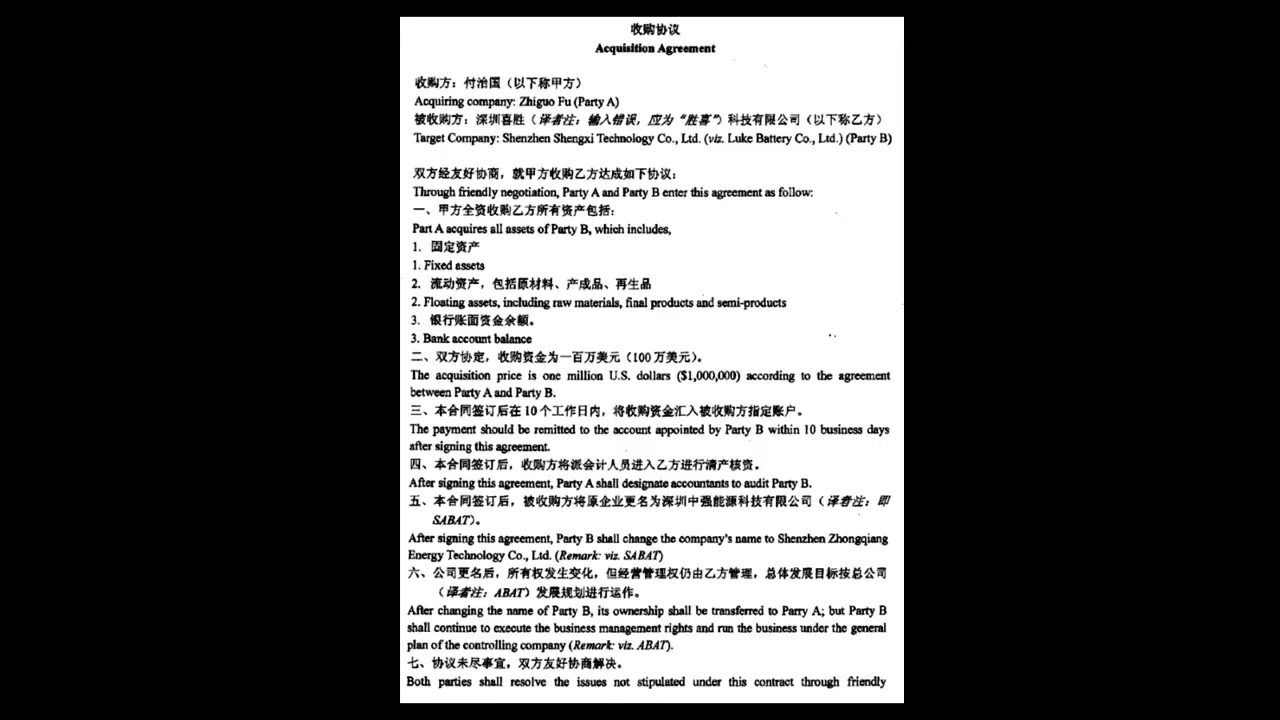 收购协议
Acquisition Agreement
收购方：付治国（以下称甲方）
Acquiring company: Zhiguo Fu (Party A)
被收购方：深圳喜胜（译者注：输入错误，应为“胜喜”）科技有限公司（以下称乙方）
Target Company: Shenzhen Shengxi Technology Co., Ltd. (viz. Luke Battery Co., Ltd.) (Party B)
双方经友好协商，就甲方收购乙方达成如下协议：
Through friendly negotiation, Party A and Party B enter this agreement as follow:
一、甲方全资收购乙方所有资产包括：
Part A acquires all assets of Party B, which includes,
1. 固定资产
1. Fixed assets
2. 流动资产，包括原材料、产成品、再生品
2. Floating assets, including raw materials, final products and semi-products
3. 银行账面资金余额。
3. Bank account balance
二、双方协定，收购资金为一百万美元（100 万美元）。
The acquisition price is one million U.S. dollars ($1,000,000) according to the agreement
between Party A and Party B.
三、本合同签订后在 10 个工作日内，将收购资金汇入被收购方指定账户。
The payment should be remitted to the account appointed by Party B within 10 business days
after signing this agreement.
四、本合同签订后，收购方将派会计人员进入乙方进行清产核资。
After signing this agreement, Party A shall designate accountants to audit Party B.
五、本合同签订后，被收购方将原企业更名为深圳中强能源科技有限公司（译者注：即
SABAT）。
After signing this agreement, Party B shall change the company's name to Shenzhen Zhongqiang
Energy Technology Co., Ltd. (Remark: viz. SABAT)
六、公司更名后，所有权发生变化，但经营管理权仍由乙方管理，总体发展目标按总公司
（译者注：ABAT）发展规划进行运作。
After changing the name of Party B, its ownership shall be transferred to Parry A; but Party B
shall continue to execute the business management rights and run the business under the general
plan of the controlling company (Remark: viz. ABAT).
七、协议未尽事宜，双方友好协商解决。
Both parties shall resolve the issues not stipulated under this contract through friendly